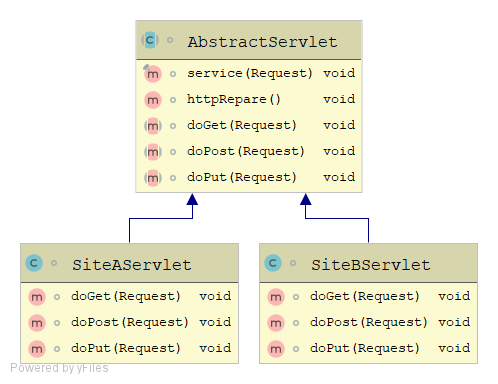 C AbstractServlet
m service(Request) void
m httpRepare() void
m doGet(Request) void
m doPost(Request) void
m doPut(Request) void
C SiteAServlet
m doGet(Request) void
m doPost(Request) void
m doPut(Request) void
C SiteBServlet
m doGet(Request) void
m doPost(Request) void
m doPut(Request) void
Powered by yFiles